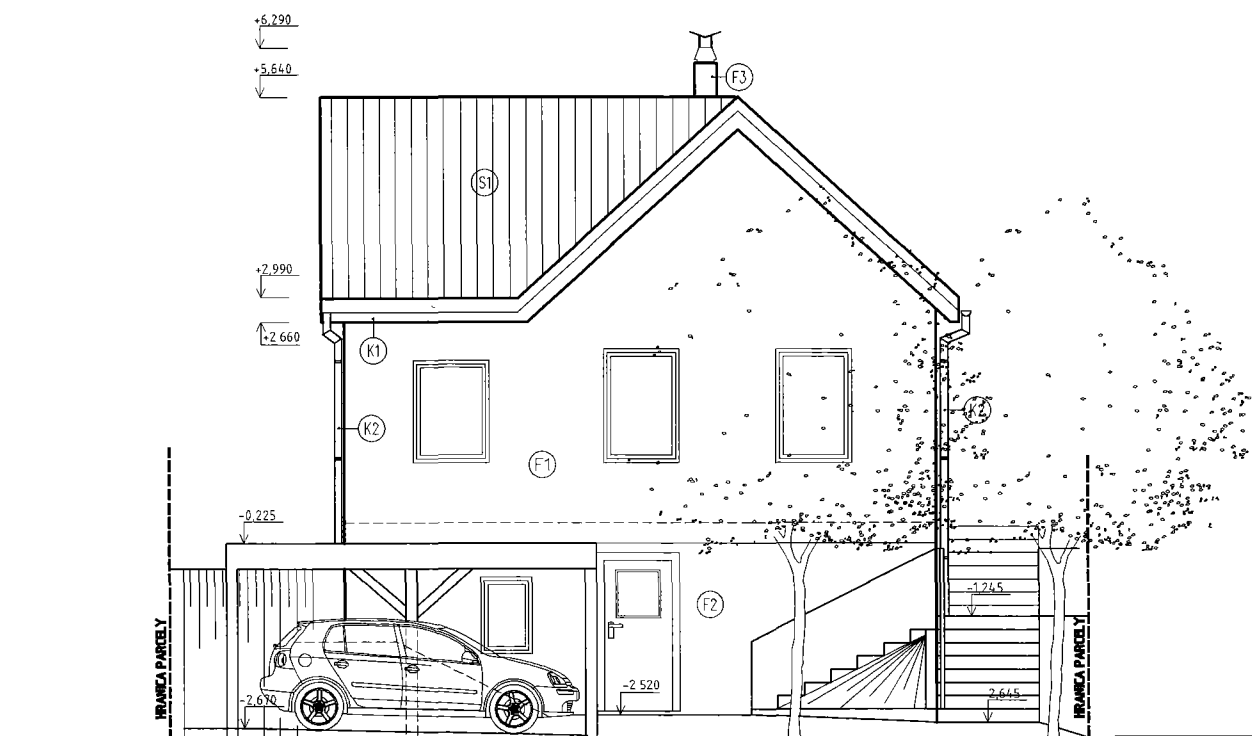 +6,290
+5,640
F3
S1
+2,990
+2 660
K1
K2
K2
F1
-0,225
-1,245
F2
HRANICA PARCELY
HRANICA PARCELY
-2 520
-2,670
2,645